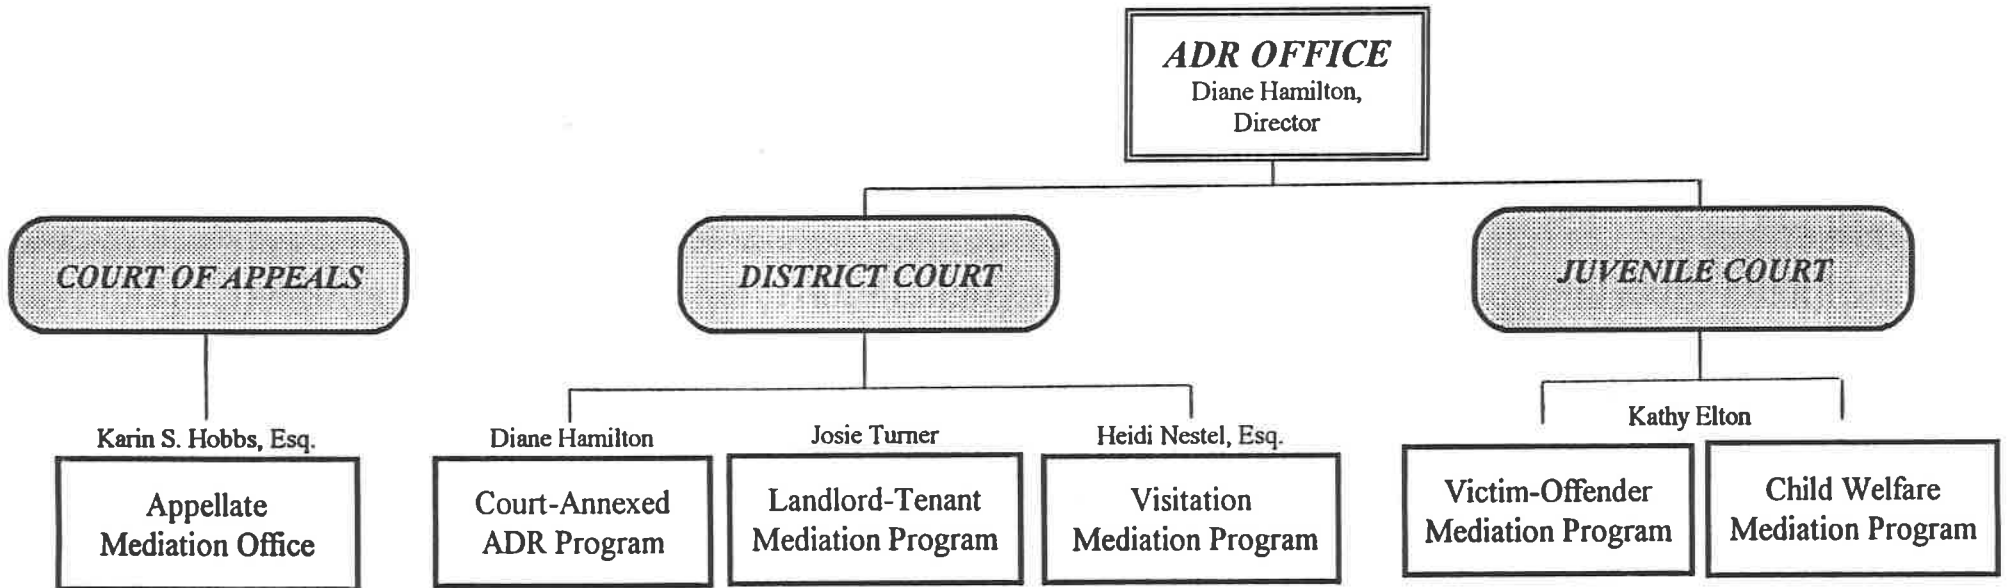 ADR OFFICE
Diane Hamilton,
Director
COURT OF APPEALS
DISTRICT COURT
JUVENILE COURT
Karin S. Hobbs, Esq.
Appellate
Mediation Office
Diane Hamilton
Court-Annexed
ADR Program
Josie Turner
Landlord-Tenant
Mediation Program
Heidi Nestel, Esq.
Visitation
Mediation Program
Kathy Elton
Victim-Offender
Mediation Program
Child Welfare
Mediation Program